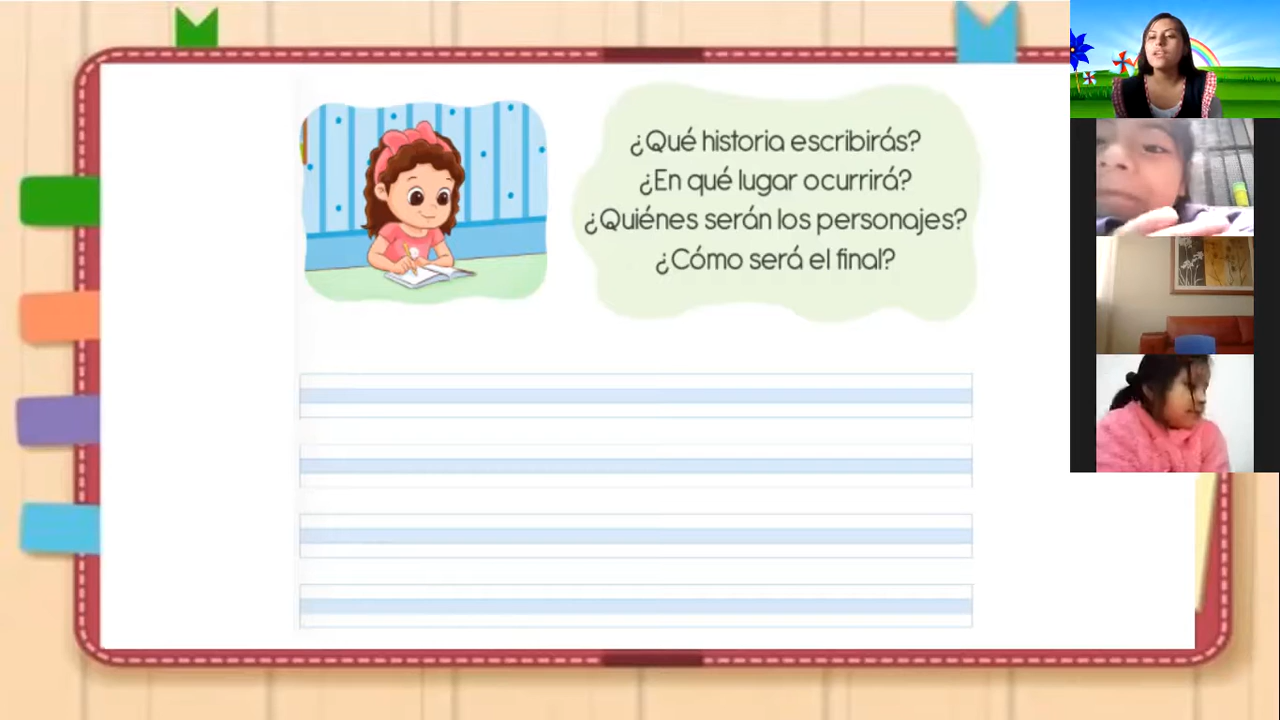 ¿Qué historia escribirás?
¿En qué lugar ocurrirá?
¿Quiénes serán los personajes?
¿Cómo será el final?